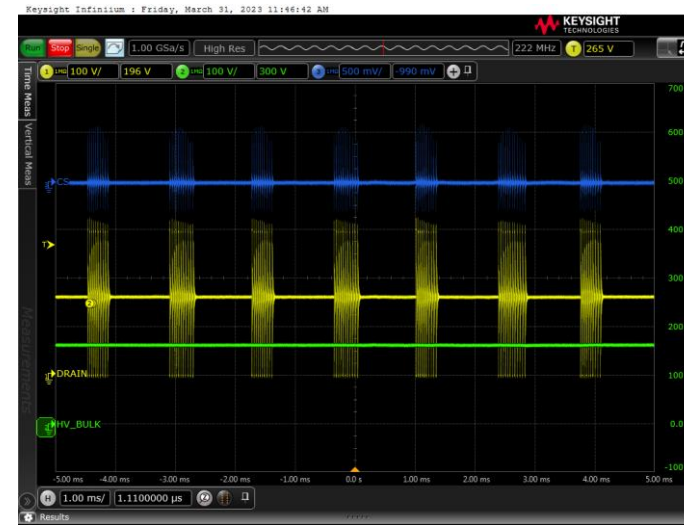 Keysight Infiniium : Friday, March 31, 2023 11:46:42 AM
KEYSIGHT
TECHNOLOGIES
Run Stop Single 1.00 GSa/s High Res 222 MHz T 265 V
1 1MΩ 100 V/ 196 V 2 1MΩ 100 V/ 300 V 3 1MΩ 500 mV/ -990 mV
Time Meas
Vertical Meas
Measurements
700
600
CS
500
400
T
300
2
200
DRAIN
100
HV_BULK
0.0
-100
-5.00 ms -4.00 ms -3.00 ms -2.00 ms -1.00 ms 0.0 s 1.00 ms 2.00 ms 3.00 ms 4.00 ms 5.00 ms
H 1.00 ms/ 1.1100000 µs
Results